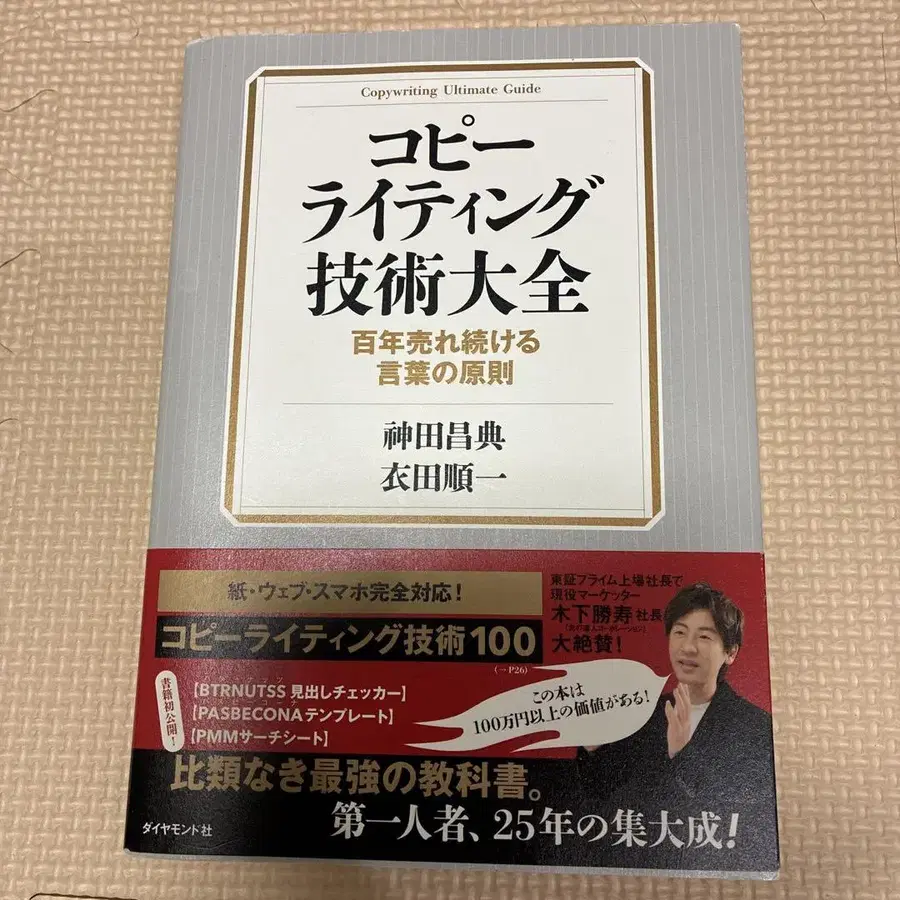 Copywriting Ultimate Guide
コピー
ライティング
技術大全
百年売れ続ける
言葉の原則
神田昌典
衣田順一
紙・ウェブ・スマホ完全対応!
コピーライティング技術100
(→P26)
書籍初公開!
【BTRNUTSS見出しチェッカー】
【PASBECONAテンプレート】
【PMMサーチシート】
東証プライム上場社長で
現役マーケッター
木下勝寿社長
大絶賛!
この本は
100万円以上の価値がある!
比類なき最強の教科書。
第一人者、25年の集大成!
ダイヤモンド社